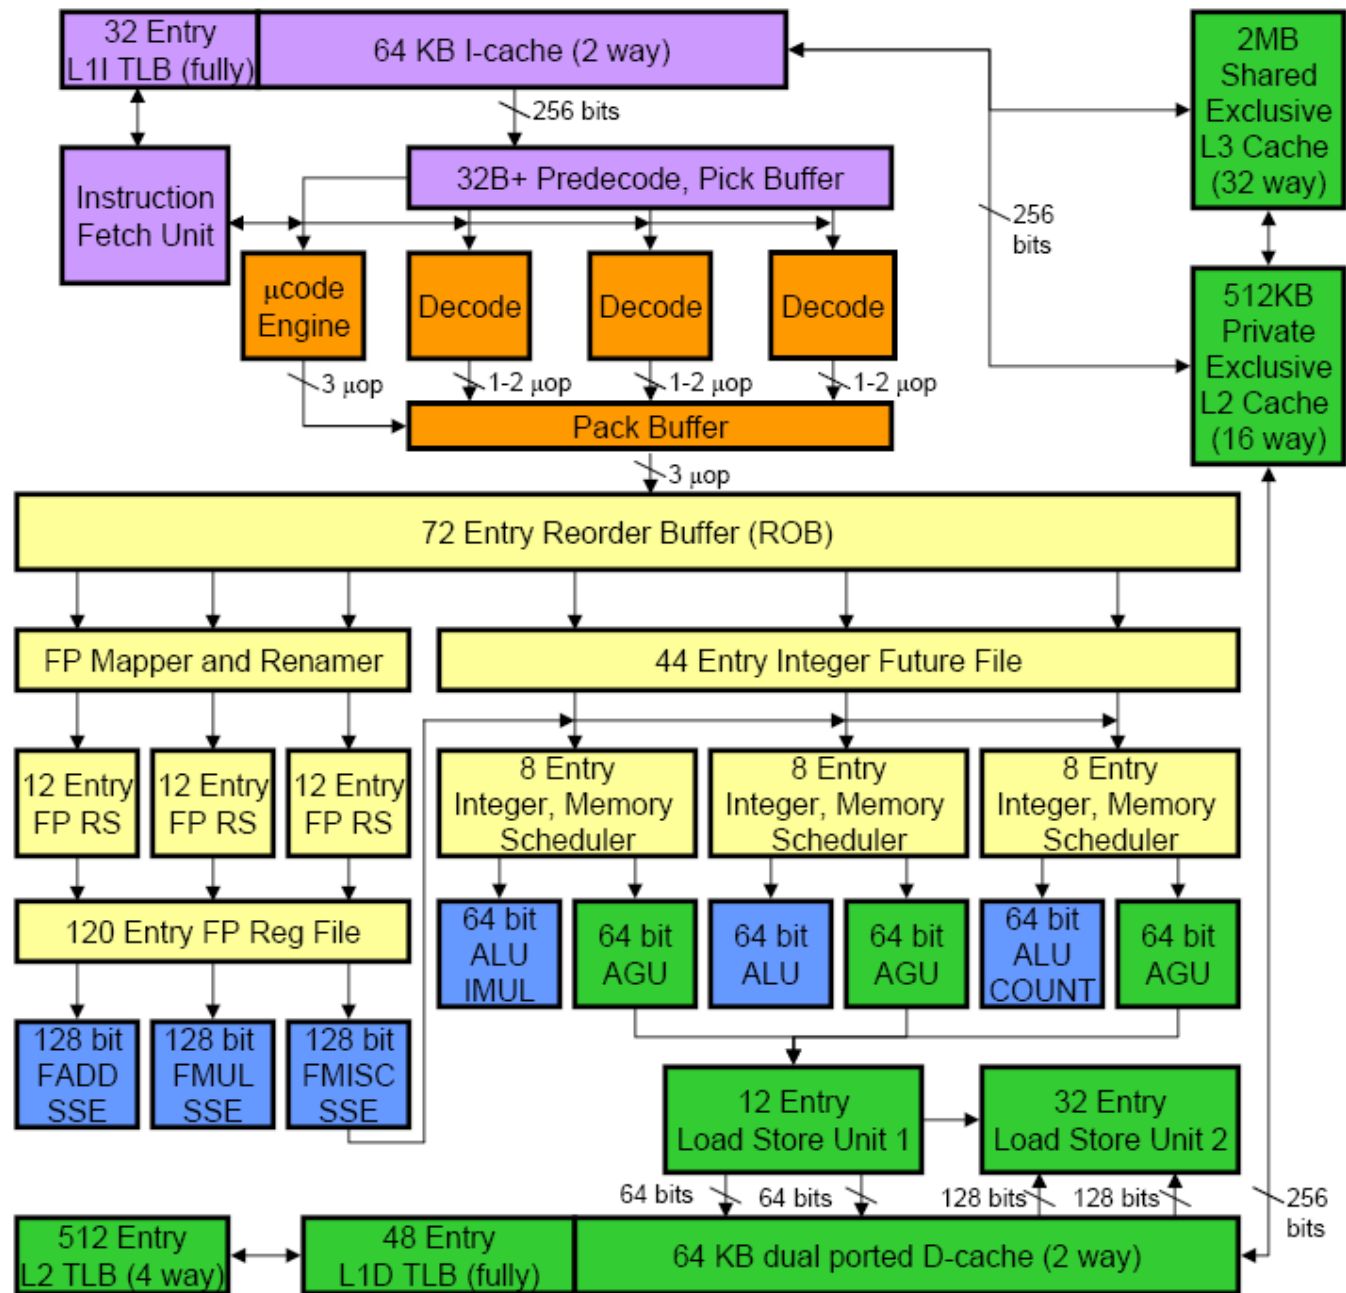 32 Entry
L1I TLB (fully)
64 KB I-cache (2 way)
2MB
Shared
Exclusive
L3 Cache
(32 way)
256 bits
Instruction
Fetch Unit
32B+ Predecode, Pick Buffer
256
bits
μcode
Engine
Decode
Decode
Decode
512KB
Private
Exclusive
L2 Cache
(16 way)
3 μop
1-2 μop
1-2 μop
1-2 μop
Pack Buffer
3 μop
72 Entry Reorder Buffer (ROB)
FP Mapper and Renamer
44 Entry Integer Future File
12 Entry
FP RS
12 Entry
FP RS
12 Entry
FP RS
8 Entry
Integer, Memory
Scheduler
8 Entry
Integer, Memory
Scheduler
8 Entry
Integer, Memory
Scheduler
120 Entry FP Reg File
64 bit
ALU
IMUL
64 bit
AGU
64 bit
ALU
64 bit
AGU
64 bit
ALU
COUNT
64 bit
AGU
128 bit
FADD
SSE
128 bit
FMUL
SSE
128 bit
FMISC
SSE
12 Entry
Load Store Unit 1
32 Entry
Load Store Unit 2
64 bits
64 bits
128 bits
128 bits
256
bits
512 Entry
L2 TLB (4 way)
48 Entry
L1D TLB (fully)
64 KB dual ported D-cache (2 way)